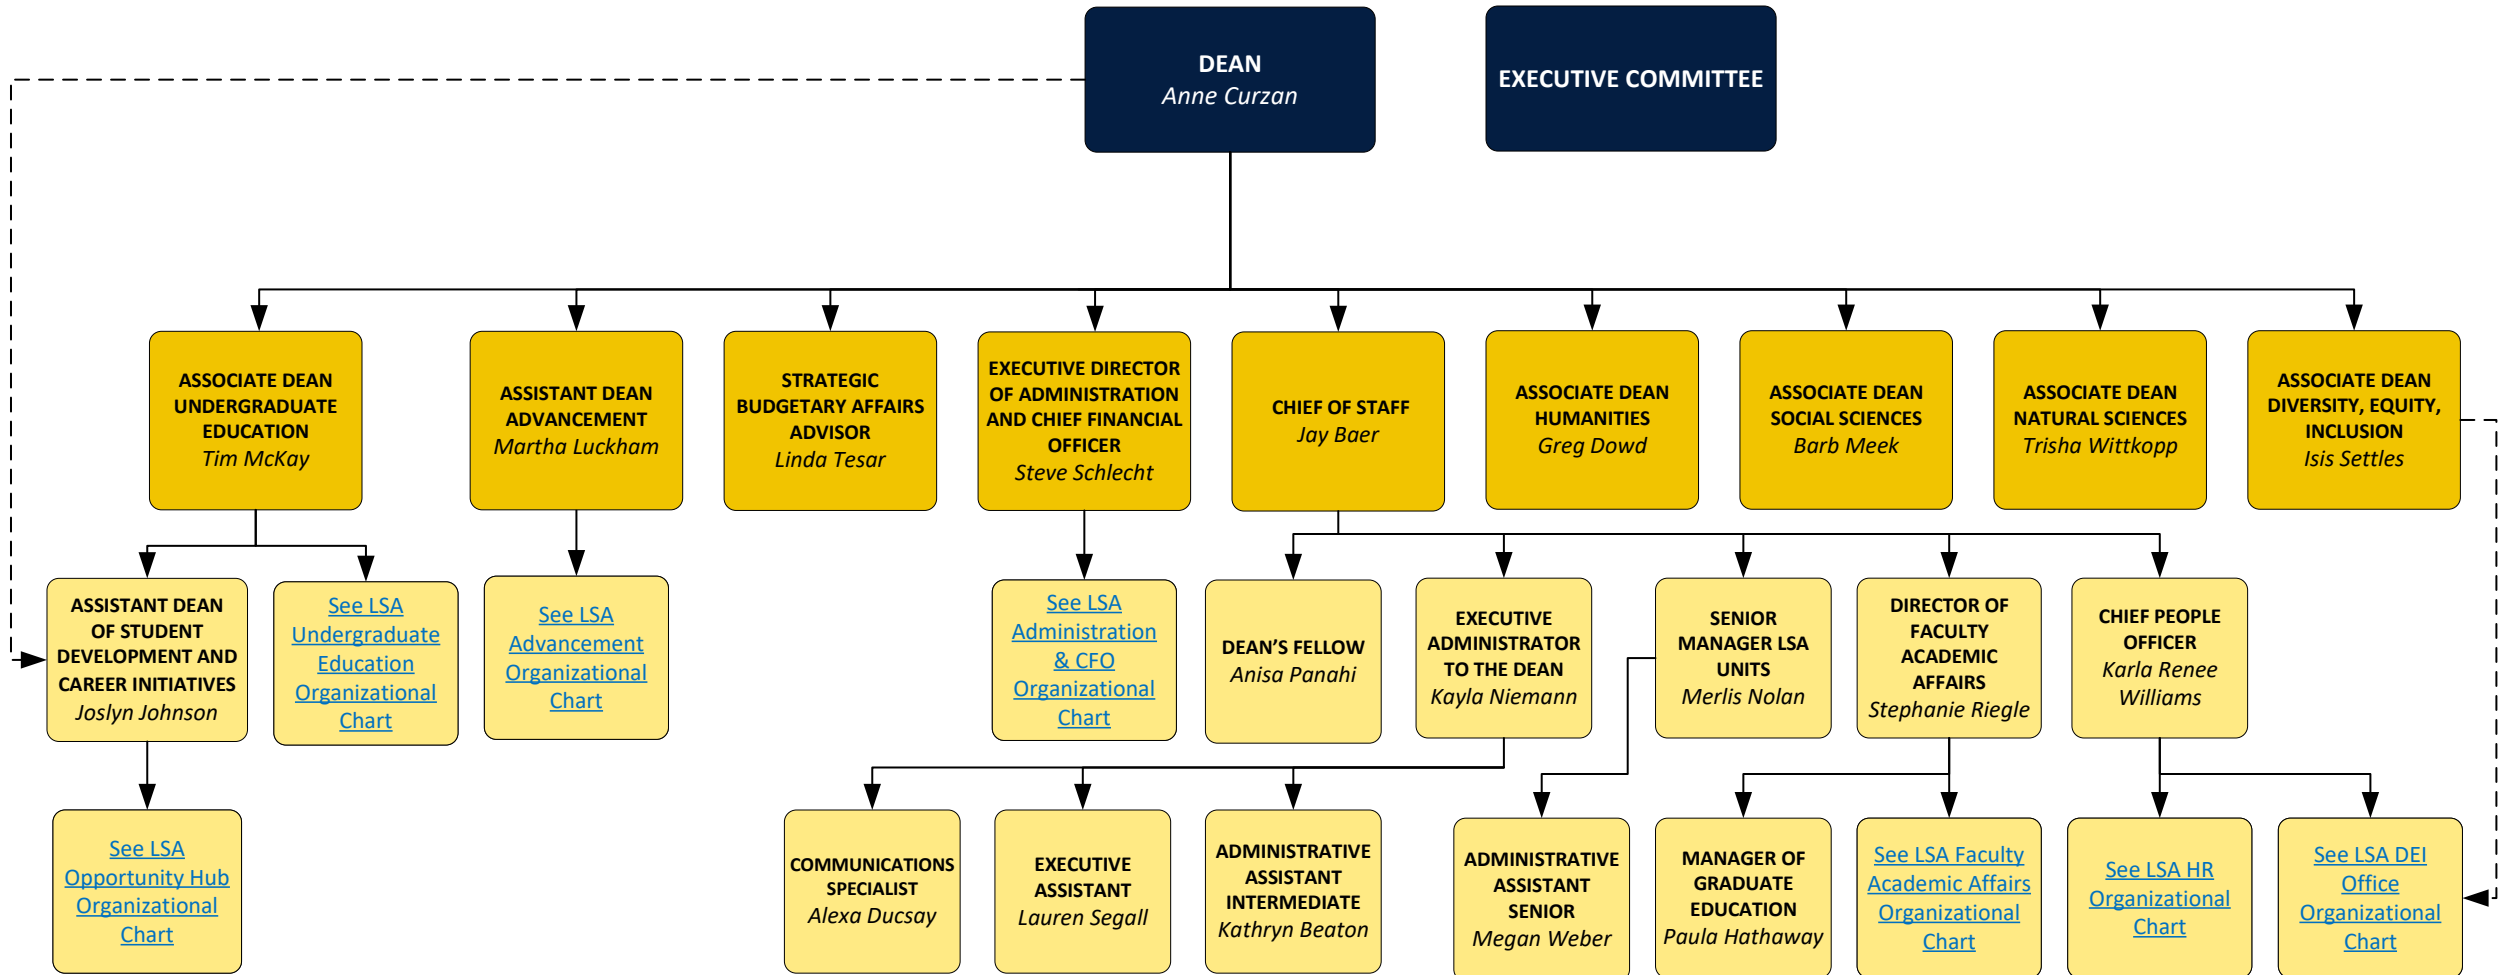 DEAN
Anne Curzan
EXECUTIVE COMMITTEE
ASSOCIATE DEAN
UNDERGRADUATE
EDUCATION
Tim McKay
ASSISTANT DEAN
ADVANCEMENT
Martha Luckham
STRATEGIC
BUDGETARY AFFAIRS
ADVISOR
Linda Tesar
EXECUTIVE DIRECTOR
OF ADMINISTRATION
AND CHIEF FINANCIAL
OFFICER
Steve Schlecht
CHIEF OF STAFF
Jay Baer
ASSOCIATE DEAN
HUMANITIES
Greg Dowd
ASSOCIATE DEAN
SOCIAL SCIENCES
Barb Meek
ASSOCIATE DEAN
NATURAL SCIENCES
Trisha Wittkopp
ASSOCIATE DEAN
DIVERSITY, EQUITY,
INCLUSION
Isis Settles
ASSISTANT DEAN
OF STUDENT
DEVELOPMENT AND
CAREER INITIATIVES
Joslyn Johnson
See LSA
Undergraduate
Education
Organizational
Chart
See LSA
Advancement
Organizational
Chart
See LSA
Administration
& CFO
Organizational
Chart
DEAN'S FELLOW
Anisa Panahi
EXECUTIVE
ADMINISTRATOR
TO THE DEAN
Kayla Niemann
SENIOR
MANAGER LSA
UNITS
Merlis Nolan
DIRECTOR OF
FACULTY
ACADEMIC
AFFAIRS
Stephanie Riegle
CHIEF PEOPLE
OFFICER
Karla Renee
Williams
See LSA
Opportunity Hub
Organizational
Chart
COMMUNICATIONS
SPECIALIST
Alexa Ducsay
EXECUTIVE
ASSISTANT
Lauren Segall
ADMINISTRATIVE
ASSISTANT
INTERMEDIATE
Kathryn Beaton
ADMINISTRATIVE
ASSISTANT
SENIOR
Megan Weber
MANAGER OF
GRADUATE
EDUCATION
Paula Hathaway
See LSA Faculty
Academic Affairs
Organizational
Chart
See LSA HR
Organizational
Chart
See LSA DEI
Office
Organizational
Chart